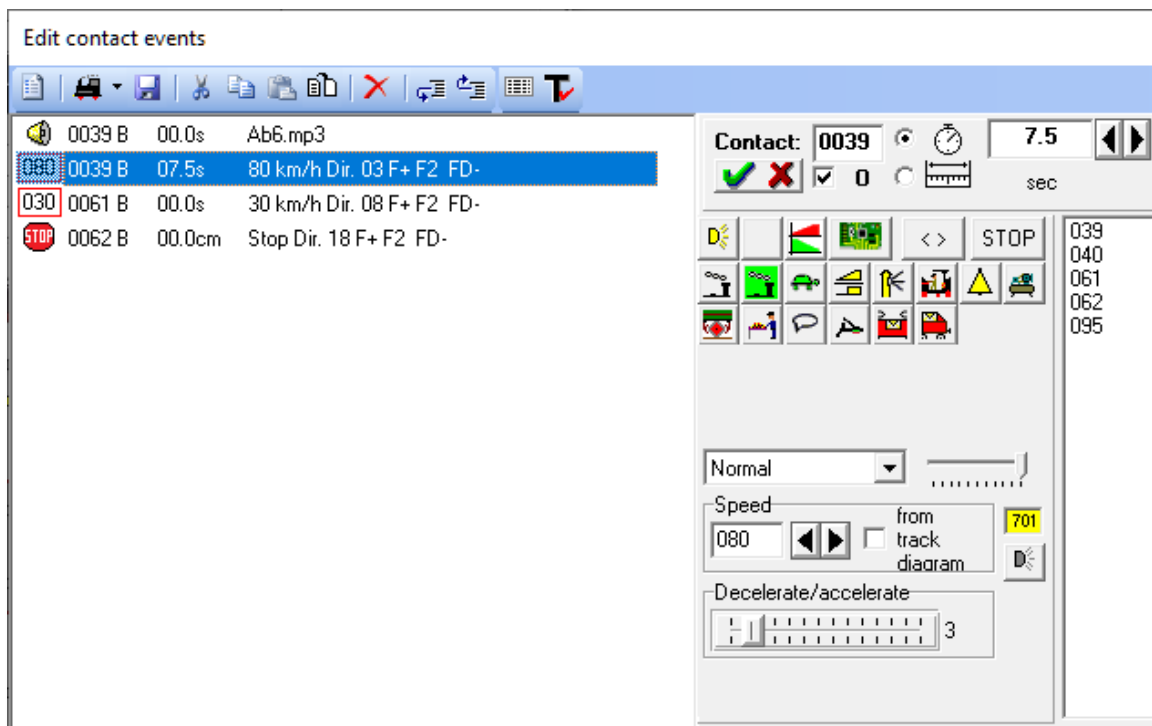 Edit contact events
0039 B 00.0s Ab6.mp3
080 0039 B 07.5s 80 km/h Dir. 03 F+ F2 FD-
030 0061 B 00.0s 30 km/h Dir. 08 F+ F2 FD-
STOP 0062 B 00.0cm Stop Dir. 18 F+ F2 FD-
Contact: 0039 7.5
0 sec
D < > STOP
Normal
Speed
080 from track diagram
701
D
Decelerate/accelerate
3
039
040
061
062
095